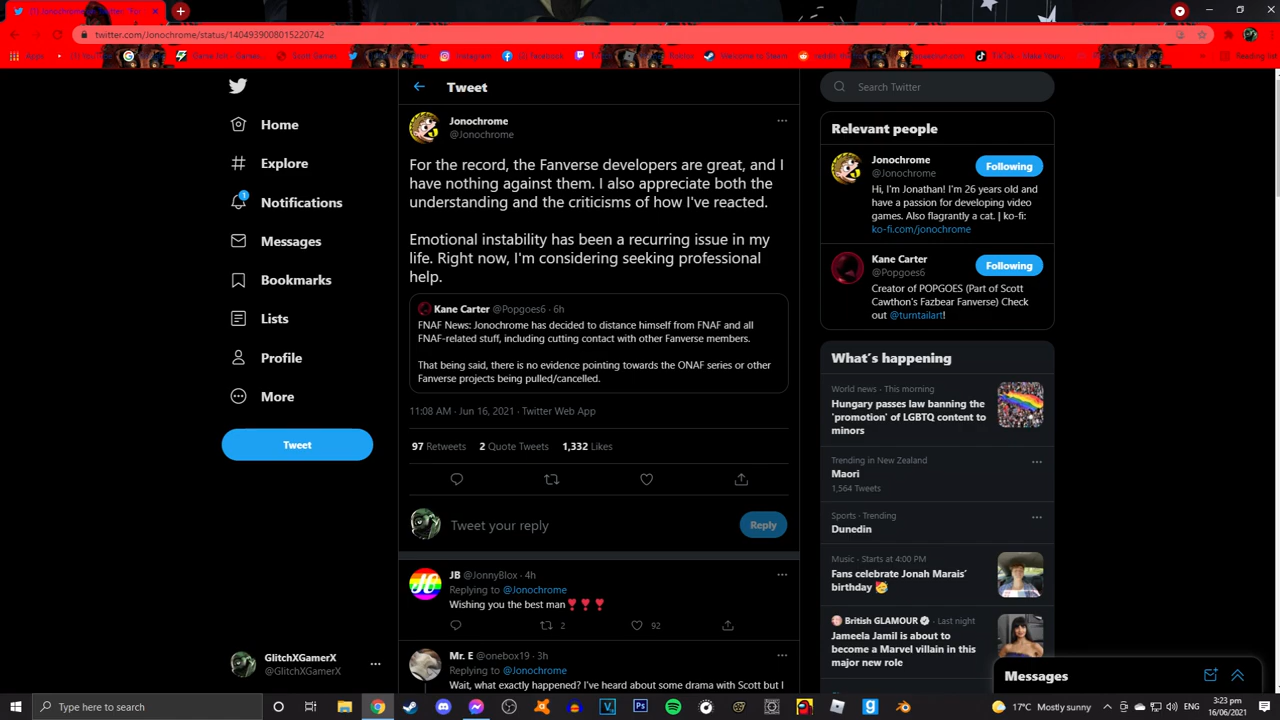 twitter.com/Jonochrome/status/1404939008015220742
Apps
Instagram
Welcome to Steam
Reading list
Home
Explore
1
Notifications
Messages
Bookmarks
Lists
Profile
More
Tweet
GlitchXGamerX
@GlitchXGamerX
Tweet
Jonochrome
@Jonochrome
For the record, the Fanverse developers are great, and I
have nothing against them. I also appreciate both the
understanding and the criticisms of how I've reacted.
Emotional instability has been a recurring issue in my
life. Right now, I'm considering seeking professional
help.
Kane Carter @Popgoes6 · 6h
FNAF News: Jonochrome has decided to distance himself from FNAF and all
FNAF-related stuff, including cutting contact with other Fanverse members.
That being said, there is no evidence pointing towards the ONAF series or other
Fanverse projects being pulled/cancelled.
11:08 AM · Jun 16, 2021 · Twitter Web App
97 Retweets 2 Quote Tweets 1,332 Likes
Tweet your reply
Reply
JB @JonnyBlox · 4h
Replying to @Jonochrome
Wishing you the best man❣❣❣
2 92
Mr. E @onebox19 · 3h
Replying to @Jonochrome
Wait, what exactly happened? I've heard about some drama with Scott but I
Search Twitter
Relevant people
Jonochrome
@Jonochrome
Following
Hi, I'm Jonathan! I'm 26 years old and
have a passion for developing video
games. Also flagrantly a cat. | ko-fi:
ko-fi.com/jonochrome
Kane Carter
@Popgoes6
Following
Creator of POPGOES (Part of Scott
Cawthon's Fazbear Fanverse) Check
out @turntailart!
What's happening
World news · This morning
Hungary passes law banning the
'promotion' of LGBTQ content to
minors
Trending in New Zealand
Maori
1,564 Tweets
Sports · Trending
Dunedin
Music · Starts at 4:00 PM
Fans celebrate Jonah Marais'
birthday 🥳
British GLAMOUR · Last night
Jameela Jamil is about to
become a Marvel villain in this
major new role
Messages
Type here to search
17°C Mostly sunny
3:23 pm
16/06/2021